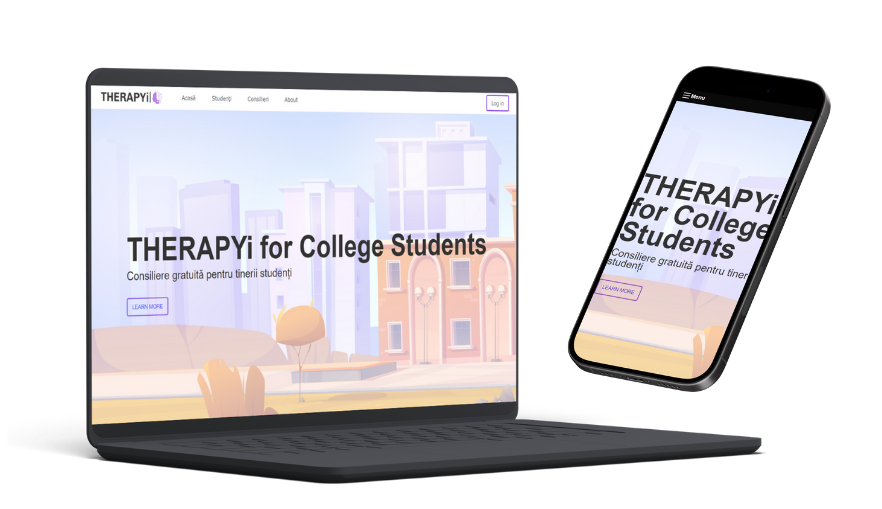 THERAPYi
Acasă Studenți Consilieri About
Log in
THERAPYi for College Students
Consiliere gratuită pentru tinerii studenți
LEARN MORE
Menu
THERAPYi
for College
Students
Consiliere gratuită pentru tiner
studenți
LEARN MORE